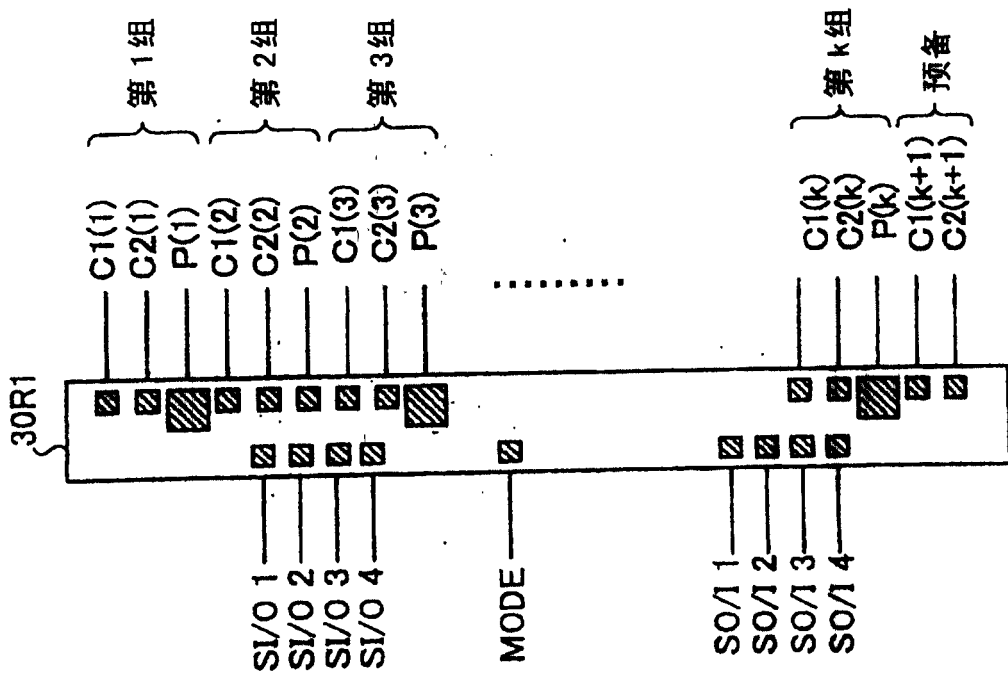 30R1
C1(1)
C2(1)
P(1)
第1组
C1(2)
C2(2)
P(2)
第2组
C1(3)
C2(3)
P(3)
第3组
C1(k)
C2(k)
P(k)
第k组
C1(k+1)
C2(k+1)
预备
SI/O 1
SI/O 2
SI/O 3
SI/O 4
MODE
SO/I 1
SO/I 2
SO/I 3
SO/I 4